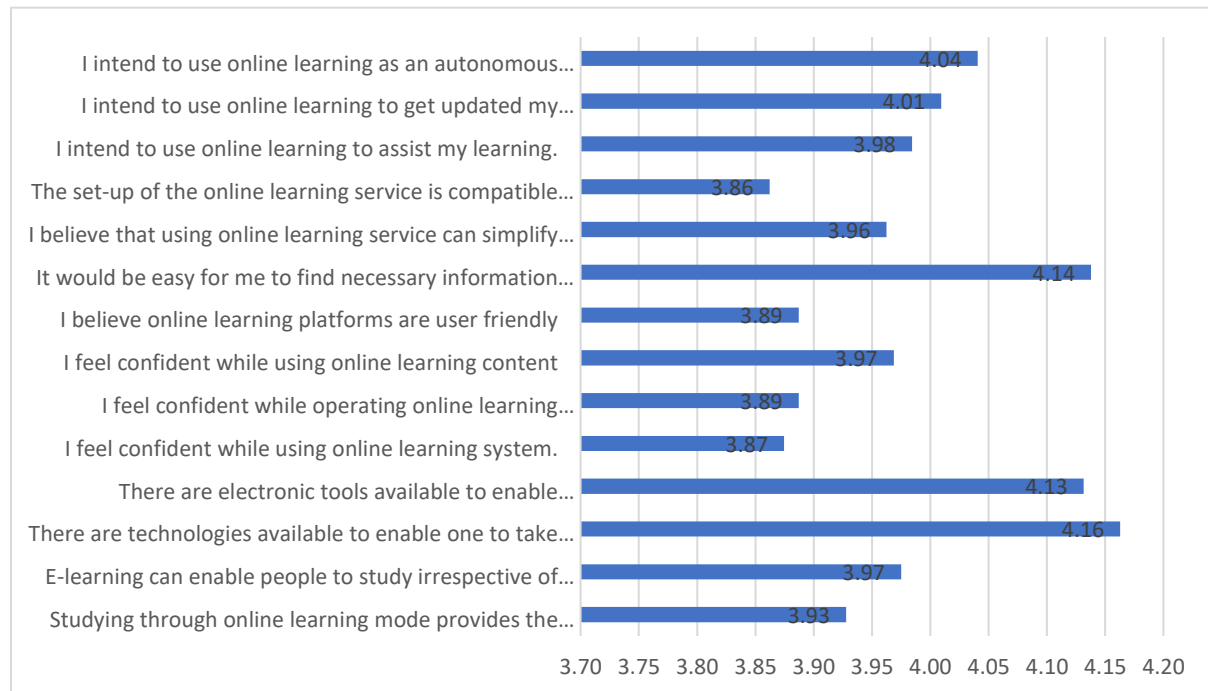 I intend to use online learning as an autonomous… 4.04
I intend to use online learning to get updated my… 4.01
I intend to use online learning to assist my learning. 3.98
The set-up of the online learning service is compatible… 3.86
I believe that using online learning service can simplify… 3.96
It would be easy for me to find necessary information… 4.14
I believe online learning platforms are user friendly 3.89
I feel confident while using online learning content 3.97
I feel confident while operating online learning… 3.89
I feel confident while using online learning system. 3.87
There are electronic tools available to enable… 4.13
There are technologies available to enable one to take… 4.16
E-learning can enable people to study irrespective of… 3.97
Studying through online learning mode provides the… 3.93
3.70 3.75 3.80 3.85 3.90 3.95 4.00 4.05 4.10 4.15 4.20